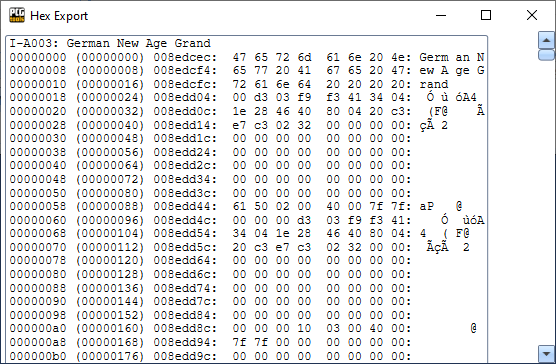 PCG Tools
Hex Export
I-A003: German New Age Grand
00000000 (00000000) 008edcec: 47 65 72 6d 61 6e 20 4e: Germ an N
00000008 (00000008) 008edcf4: 65 77 20 41 67 65 20 47: ew A ge G
00000010 (00000016) 008edcfc: 72 61 6e 64 20 20 20 20: rand
00000018 (00000024) 008edd04: 00 d3 03 f9 f3 41 34 04: Ó ù óA4
00000020 (00000032) 008edd0c: 1e 28 46 40 80 04 20 c3: (F@ Ã
00000028 (00000040) 008edd14: e7 c3 02 32 00 00 00 00: çÃ 2
00000030 (00000048) 008edd1c: 00 00 00 00 00 00 00 00:
00000038 (00000056) 008edd24: 00 00 00 00 00 00 00 00:
00000040 (00000064) 008edd2c: 00 00 00 00 00 00 00 00:
00000048 (00000072) 008edd34: 00 00 00 00 00 00 00 00:
00000050 (00000080) 008edd3c: 00 00 00 00 00 00 00 00:
00000058 (00000088) 008edd44: 61 50 02 00 40 00 7f 7f: aP @
00000060 (00000096) 008edd4c: 00 00 00 d3 03 f9 f3 41: Ó ùóA
00000068 (00000104) 008edd54: 34 04 1e 28 46 40 80 04: 4 ( F@
00000070 (00000112) 008edd5c: 20 c3 e7 c3 02 32 00 00: ÃçÃ 2
00000078 (00000120) 008edd64: 00 00 00 00 00 00 00 00:
00000080 (00000128) 008edd6c: 00 00 00 00 00 00 00 00:
00000088 (00000136) 008edd74: 00 00 00 00 00 00 00 00:
00000090 (00000144) 008edd7c: 00 00 00 00 00 00 00 00:
00000098 (00000152) 008edd84: 00 00 00 00 00 00 00 00:
000000a0 (00000160) 008edd8c: 00 00 00 10 03 00 40 00: @
000000a8 (00000168) 008edd94: 7f 7f 00 00 00 00 00 00:
000000b0 (00000176) 008edd9c: 00 00 00 00 00 00 00 00: